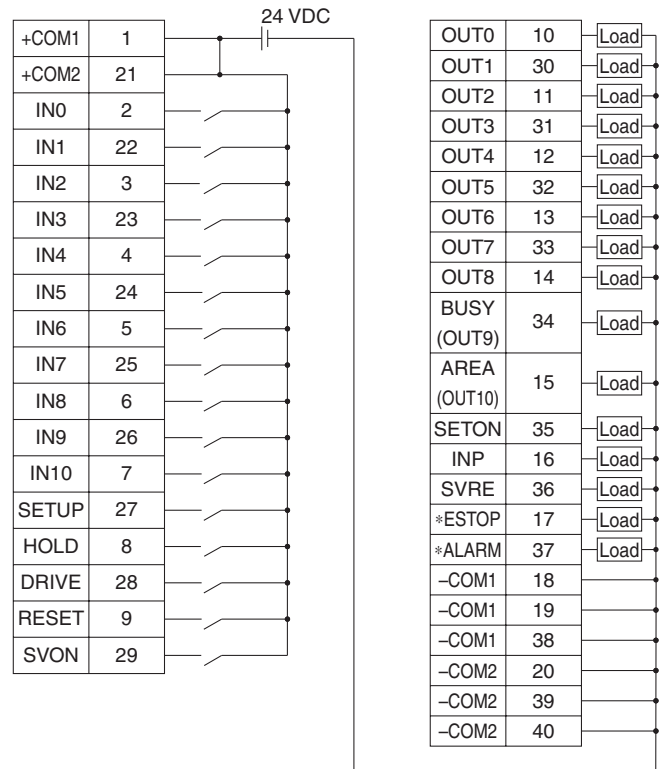 24 VDC
+COM1 1
+COM2 21
IN0 2
IN1 22
IN2 3
IN3 23
IN4 4
IN5 24
IN6 5
IN7 25
IN8 6
IN9 26
IN10 7
SETUP 27
HOLD 8
DRIVE 28
RESET 9
SVON 29
OUT0 10 Load
OUT1 30 Load
OUT2 11 Load
OUT3 31 Load
OUT4 12 Load
OUT5 32 Load
OUT6 13 Load
OUT7 33 Load
OUT8 14 Load
BUSY
(OUT9) 34 Load
AREA
(OUT10) 15 Load
SETON 35 Load
INP 16 Load
SVRE 36 Load
*ESTOP 17 Load
*ALARM 37 Load
–COM1 18
–COM1 19
–COM1 38
–COM2 20
–COM2 39
–COM2 40